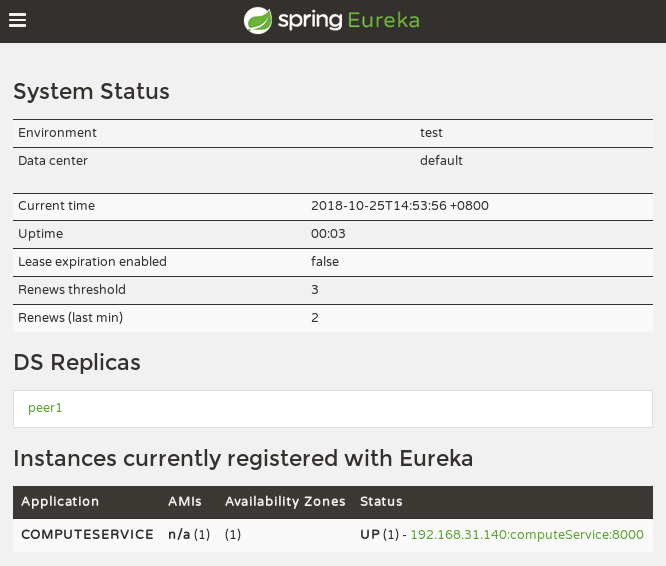 spring Eureka
System Status
Environment test
Data center default
Current time 2018-10-25T14:53:56 +0800
Uptime 00:03
Lease expiration enabled false
Renews threshold 3
Renews (last min) 2
DS Replicas
peer1
Instances currently registered with Eureka
Application AMIs Availability Zones Status
COMPUTESERVICE n/a (1) (1) UP (1) - 192.168.31.140:computeService:8000